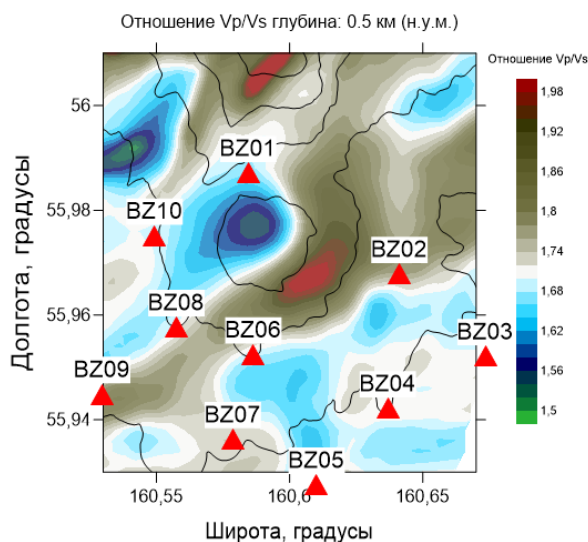 Отношение Vp/Vs глубина: 0.5 км (н.у.м.)
Отношение Vp/Vs
Долгота, градусы
56
55,98
55,96
55,94
BZ01
BZ10
BZ02
BZ08
BZ06
BZ03
BZ09
BZ04
BZ07
BZ05
160,55
160,6
160,65
Широта, градусы
1,98
1,92
1,86
1,8
1,74
1,68
1,62
1,56
1,5